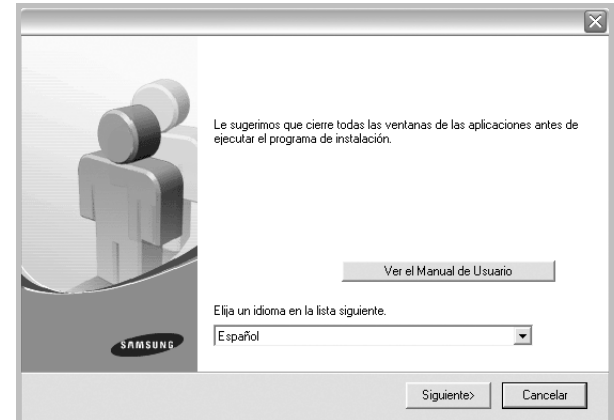 Le sugerimos que cierre todas las ventanas de las aplicaciones antes de
ejecutar el programa de instalación.
Ver el Manual de Usuario
Elija un idioma en la lista siguiente.
Español
SAMSUNG
Siguiente>
Cancelar